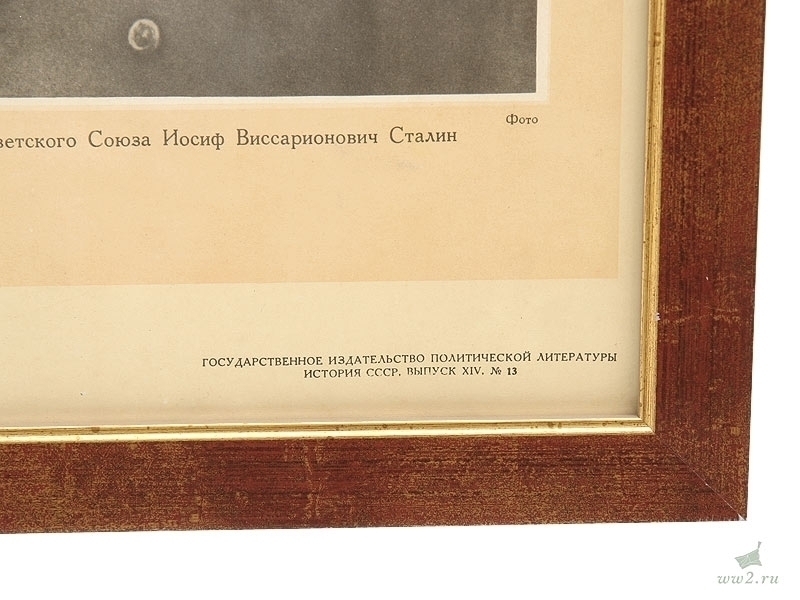 Фото
ветского Союза Иосиф Виссарионович Сталин
ГОСУДАРСТВЕННОЕ ИЗДАТЕЛЬСТВО ПОЛИТИЧЕСКОЙ ЛИТЕРАТУРЫ
ИСТОРИЯ СССР. ВЫПУСК XIV. № 13
ww2.ru